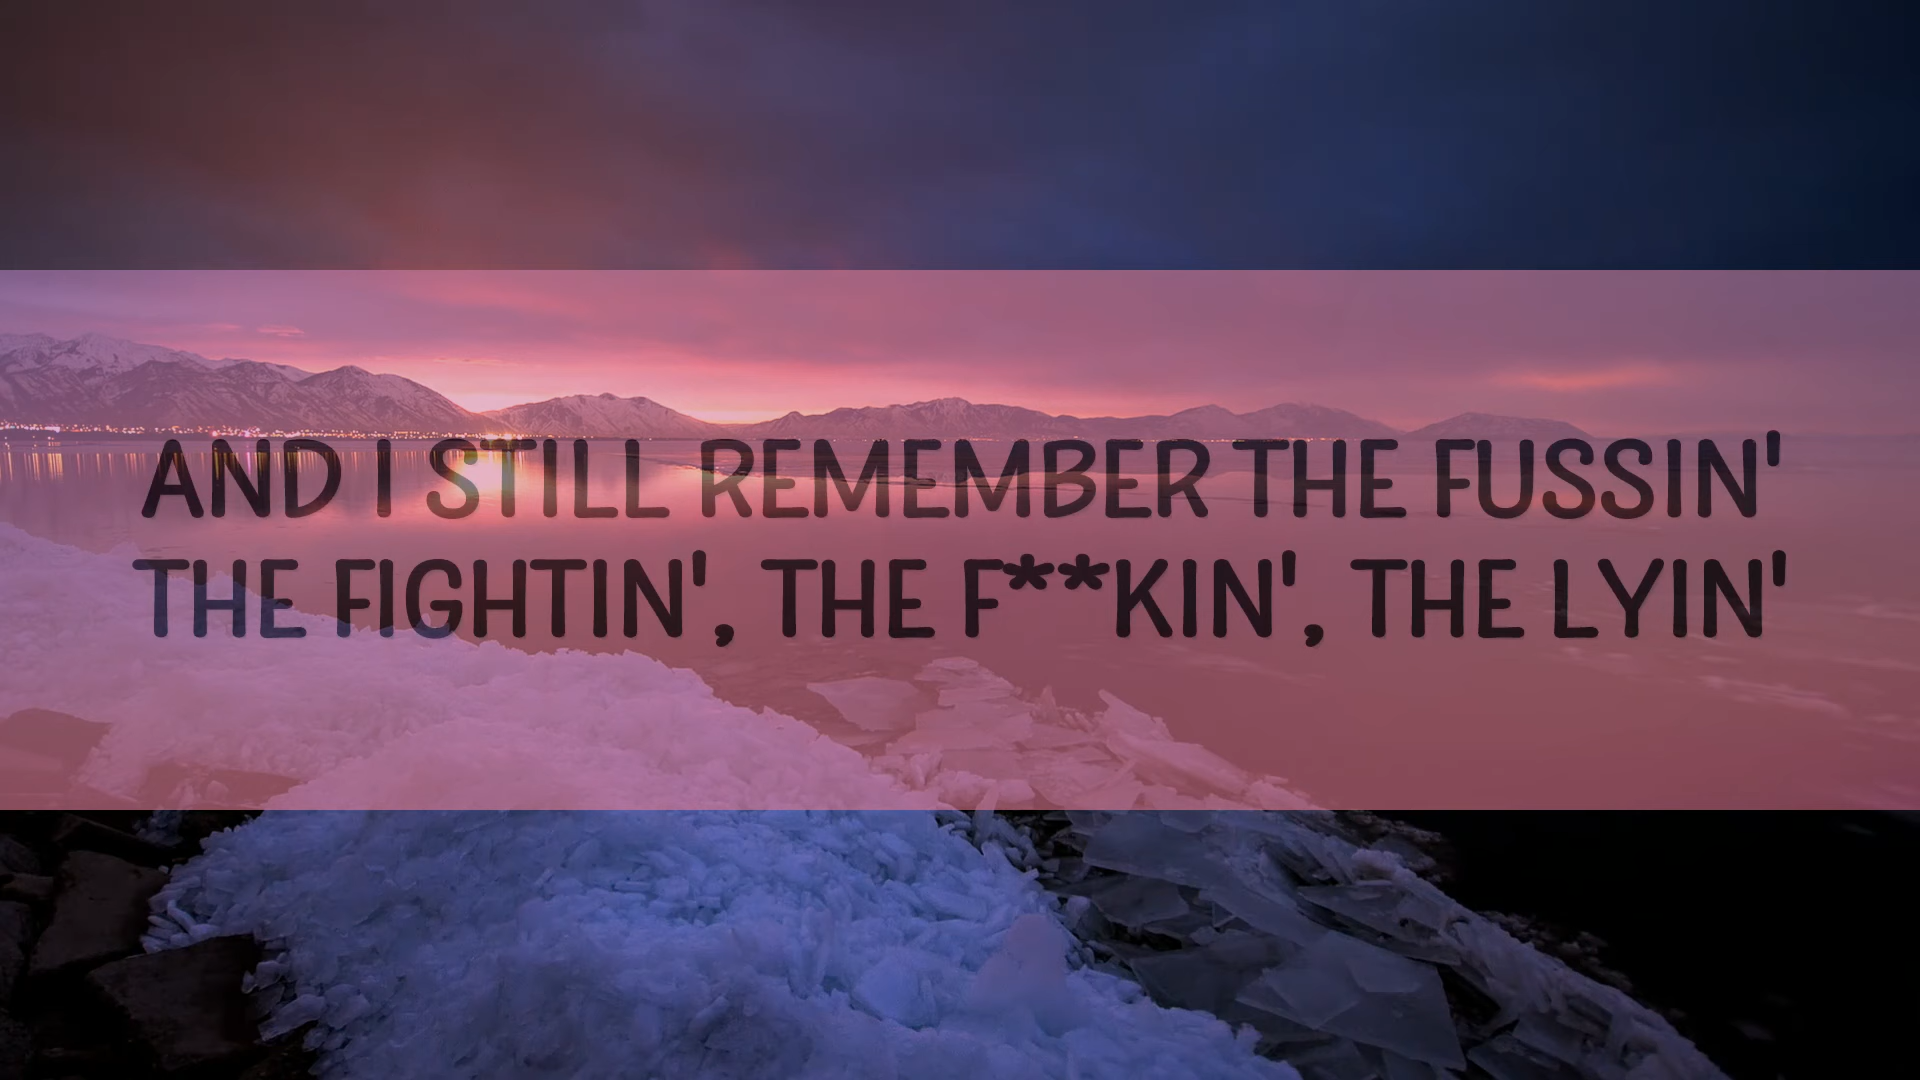 AND I STILL REMEMBER THE FUSSIN'
THE FIGHTIN', THE F**KIN', THE LYIN'